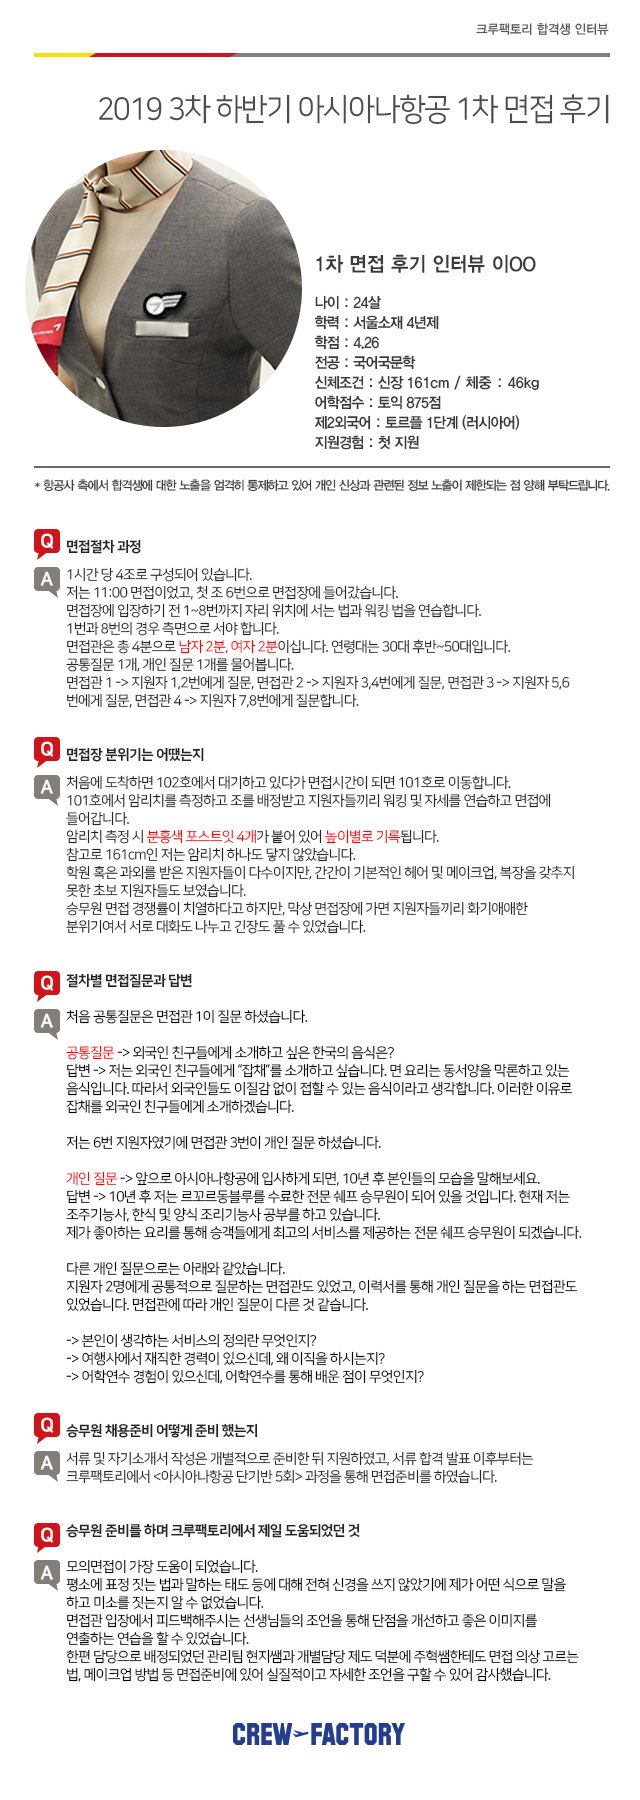 크루팩토리 합격생 인터뷰
2019 3차 하반기 아시아나항공 1차 면접 후기
1차 면접 후기 인터뷰 이OO
나이 : 24살
학력 : 서울소재 4년제
학점 : 4.26
전공 : 국어국문학
신체조건 : 신장 161cm / 체중 : 46kg
어학점수 : 토익 875점
제2외국어 : 토르플 1단계 (러시아어)
지원경험 : 첫 지원
* 항공사 측에서 합격생에 대한 노출을 엄격히 통제하고 있어 개인 신상과 관련된 정보 노출이 제한되는 점 양해 부탁드립니다.
Q 면접절차 과정
A 1시간 당 4조로 구성되어 있습니다.
저는 11:00 면접이었고, 첫 조 6번으로 면접장에 들어갔습니다.
면접장에 입장하기 전 1~8번까지 자리 위치에 서는 법과 워킹 법을 연습합니다.
1번과 8번의 경우 측면으로 서야 합니다.
면접관은 총 4분으로 남자 2분, 여자 2분이십니다. 연령대는 30대 후반~50대입니다.
공통질문 1개, 개인 질문 1개를 물어봅니다.
면접관 1 -> 지원자 1,2번에게 질문, 면접관 2 -> 지원자 3,4번에게 질문, 면접관 3 -> 지원자 5,6
번에게 질문, 면접관 4 -> 지원자 7,8번에게 질문합니다.
Q 면접장 분위기는 어땠는지
A 처음에 도착하면 102호에서 대기하고 있다가 면접시간이 되면 101호로 이동합니다.
101호에서 암리치를 측정하고 조를 배정받고 지원자들끼리 워킹 및 자세를 연습하고 면접에
들어갑니다.
암리치 측정 시 분홍색 포스트잇 4개가 붙어 있어 높이별로 기록됩니다.
참고로 161cm인 저는 암리치 하나도 닿지 않았습니다.
학원 혹은 과외를 받은 지원자들이 다수이지만, 간간이 기본적인 헤어 및 메이크업, 복장을 갖추지
못한 초보 지원자들도 보였습니다.
승무원 면접 경쟁률이 치열하다고 하지만, 막상 면접장에 가면 지원자들끼리 화기애애한
분위기여서 서로 대화도 나누고 긴장도 풀 수 있었습니다.
Q 절차별 면접질문과 답변
A 처음 공통질문은 면접관 1이 질문 하셨습니다.
공통질문 -> 외국인 친구들에게 소개하고 싶은 한국의 음식은?
답변 -> 저는 외국인 친구들에게 "잡채"를 소개하고 싶습니다. 면 요리는 동서양을 막론하고 있는
음식입니다. 따라서 외국인들도 이질감 없이 접할 수 있는 음식이라고 생각합니다. 이러한 이유로
잡채를 외국인 친구들에게 소개하겠습니다.
저는 6번 지원자였기에 면접관 3번이 개인 질문 하셨습니다.
개인 질문 -> 앞으로 아시아나항공에 입사하게 되면, 10년 후 본인들의 모습을 말해보세요.
답변 -> 10년 후 저는 르꼬르동블루를 수료한 전문 쉐프 승무원이 되어 있을 것입니다. 현재 저는
조주기능사, 한식 및 양식 조리기능사 공부를 하고 있습니다.
제가 좋아하는 요리를 통해 승객들에게 최고의 서비스를 제공하는 전문 쉐프 승무원이 되겠습니다.
다른 개인 질문으로는 아래와 같았습니다.
지원자 2명에게 공통적으로 질문하는 면접관도 있었고, 이력서를 통해 개인 질문을 하는 면접관도
있었습니다. 면접관에 따라 개인 질문이 다른 것 같습니다.
-> 본인이 생각하는 서비스의 정의란 무엇인지?
-> 여행사에서 재직한 경력이 있으신데, 왜 이직을 하시는지?
-> 어학연수 경험이 있으신데, 어학연수를 통해 배운 점이 무엇인지?
Q 승무원 채용준비 어떻게 준비 했는지
A 서류 및 자기소개서 작성은 개별적으로 준비한 뒤 지원하였고, 서류 합격 발표 이후부터는
크루팩토리에서 <아시아나항공 단기반 5회> 과정을 통해 면접준비를 하였습니다.
Q 승무원 준비를 하며 크루팩토리에서 제일 도움되었던 것
A 모의면접이 가장 도움이 되었습니다.
평소에 표정 짓는 법과 말하는 태도 등에 대해 전혀 신경을 쓰지 않았기에 제가 어떤 식으로 말을
하고 미소를 짓는지 알 수 없었습니다.
면접관 입장에서 피드백해주시는 선생님들의 조언을 통해 단점을 개선하고 좋은 이미지를
연출하는 연습을 할 수 있었습니다.
한편 담당으로 배정되었던 관리팀 현지쌤과 개별담당 제도 덕분에 주혁쌤한테도 면접 의상 고르는
법, 메이크업 방법 등 면접준비에 있어 실질적이고 자세한 조언을 구할 수 있어 감사했습니다.
CREW FACTORY